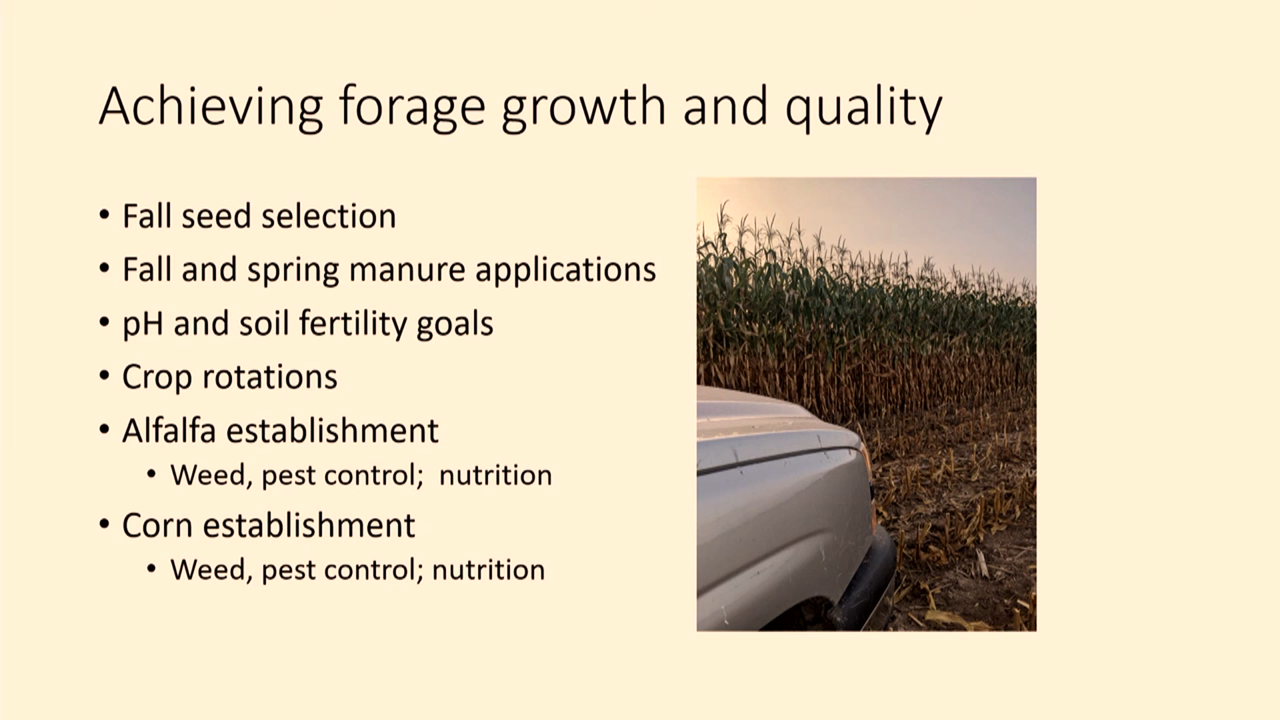 Achieving forage growth and quality
• Fall seed selection
• Fall and spring manure applications
• pH and soil fertility goals
• Crop rotations
• Alfalfa establishment
• Weed, pest control;  nutrition
• Corn establishment
• Weed, pest control; nutrition